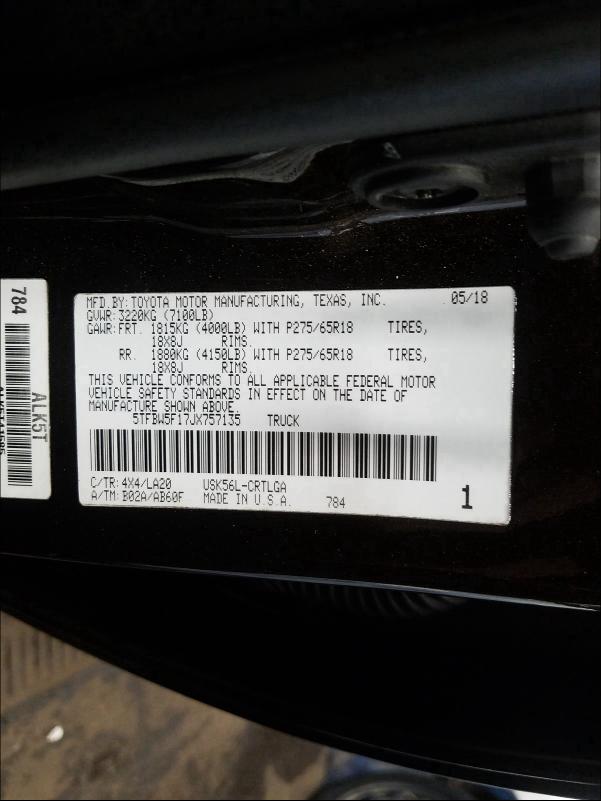 MFD.BY:TOYOTA MOTOR MANUFACTURING, TEXAS, INC. 05/18
GVWR:3220KG (7100LB)
GAWR:FRT. 1815KG (4000LB) WITH P275/65R18 TIRES,
18X8J RIMS.
RR. 1880KG (4150LB) WITH P275/65R18 TIRES,
18X8J RIMS.
THIS VEHICLE CONFORMS TO ALL APPLICABLE FEDERAL MOTOR
VEHICLE SAFETY STANDARDS IN EFFECT ON THE DATE OF
MANUFACTURE SHOWN ABOVE.
5TFBW5F17JX757135 TRUCK
C/TR:4X4/LA20 USK56L-CRTLGA
A/TM:B02A/AB60F MADE IN U.S.A. 784 1
784
ALK5T